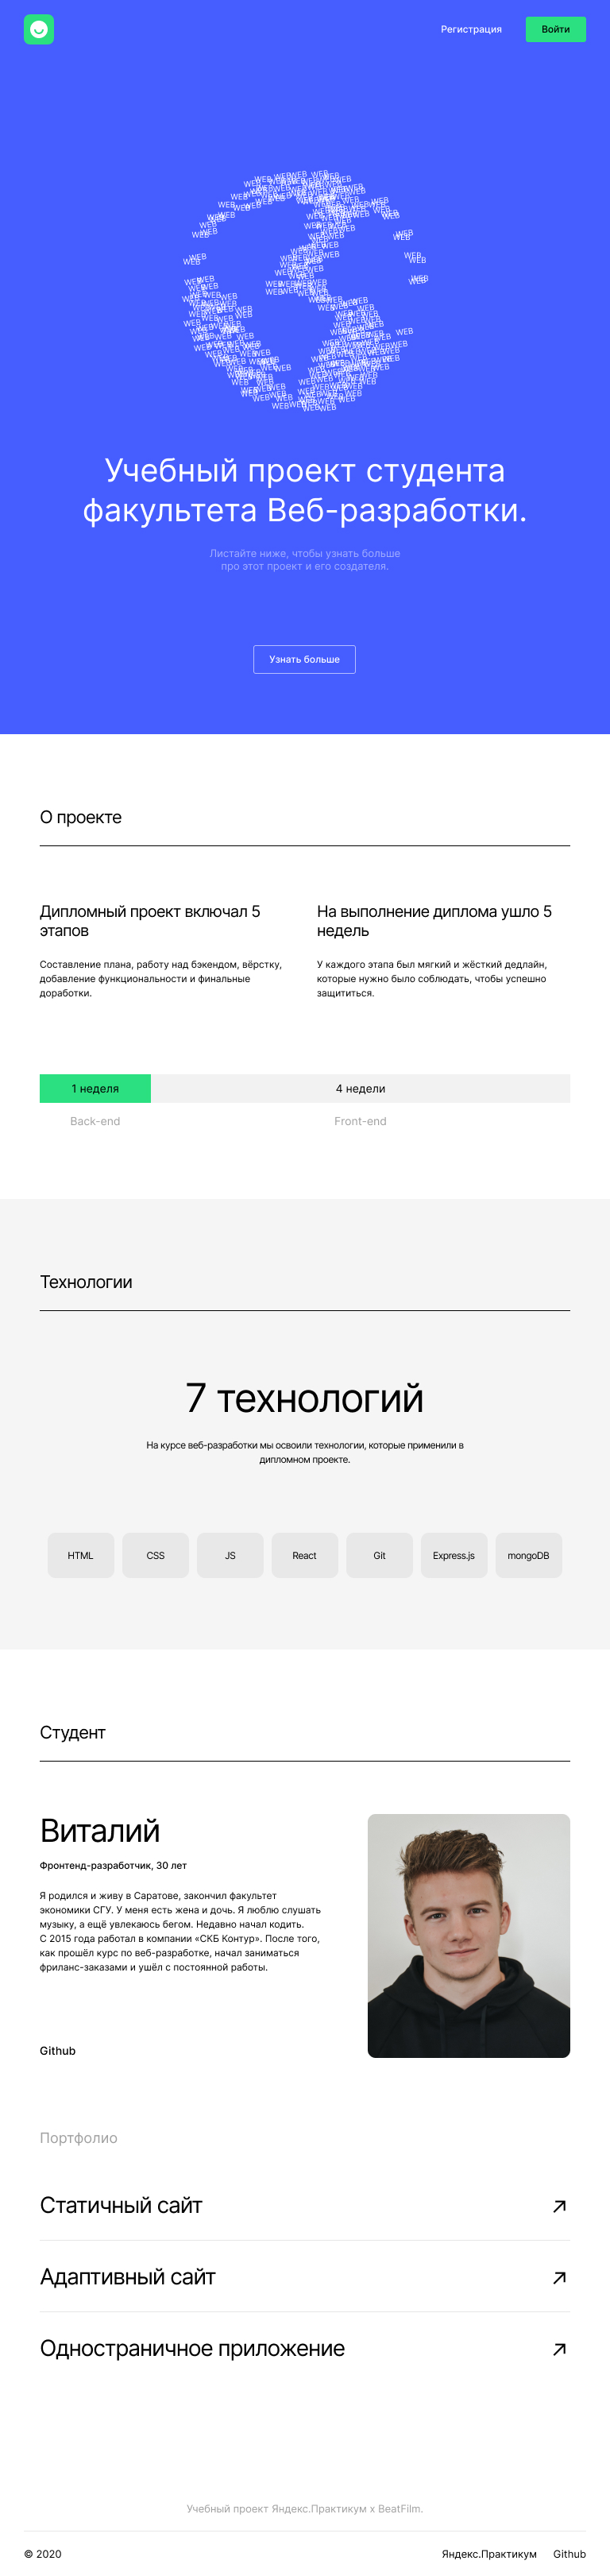 Регистрация
Войти
Учебный проект студента
факультета Веб-разработки.
Листайте ниже, чтобы узнать больше
про этот проект и его создателя.
Узнать больше
О проекте
Дипломный проект включал 5
этапов
На выполнение диплома ушло 5
недель
Составление плана, работу над бэкендом, вёрстку,
добавление функциональности и финальные
доработки.
У каждого этапа был мягкий и жёсткий дедлайн,
которые нужно было соблюдать, чтобы успешно
защититься.
1 неделя
4 недели
Back-end
Front-end
Технологии
7 технологий
На курсе веб-разработки мы освоили технологии, которые применили в
дипломном проекте.
HTML
CSS
JS
React
Git
Express.js
mongoDB
Студент
Виталий
Фронтенд-разработчик, 30 лет
Я родился и живу в Саратове, закончил факультет
экономики СГУ. У меня есть жена и дочь. Я люблю слушать
музыку, а ещё увлекаюсь бегом. Недавно начал кодить.
С 2015 года работал в компании «СКБ Контур». После того,
как прошёл курс по веб-разработке, начал заниматься
фриланс-заказами и ушёл с постоянной работы.
Github
Портфолио
Статичный сайт
Адаптивный сайт
Одностраничное приложение
Учебный проект Яндекс.Практикум х BeatFilm.
© 2020
Яндекс.Практикум
Github